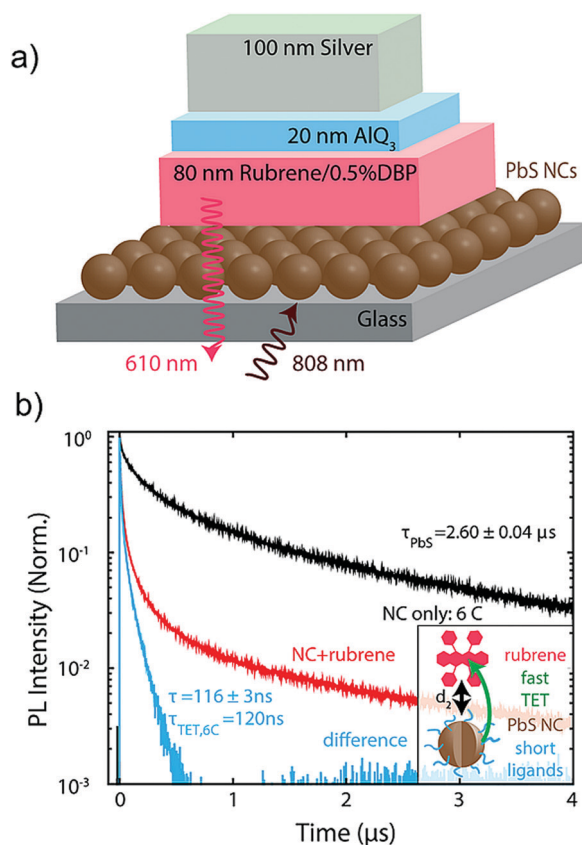 a)
100 nm Silver
20 nm AlQ3
80 nm Rubrene/0.5%DBP
PbS NCs
Glass
610 nm
808 nm
b)
PL Intensity (Norm.)
10^0
10^-1
10^-2
10^-3
τPbS=2.60 ± 0.04 µs
NC only: 6 C
NC+rubrene
rubrene
fast
TET
d2
PbS NC
short
ligands
τ=116 ± 3ns
τTET,6C=120ns
difference
0 1 2 3 4
Time (µs)